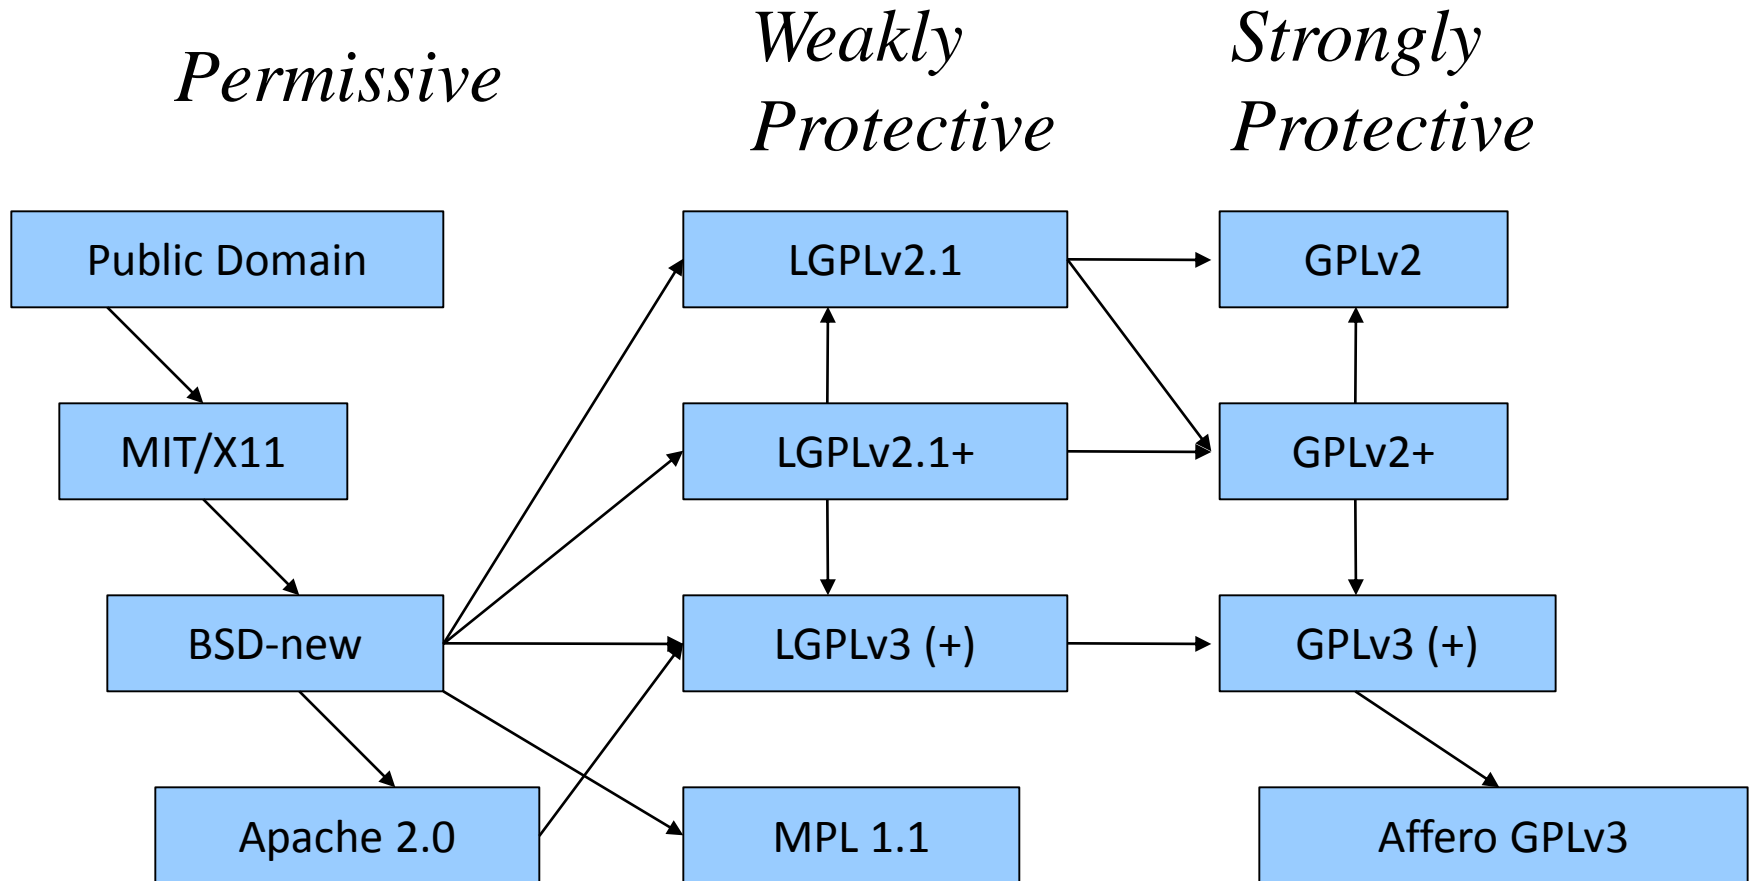 Permissive
Weakly
Protective
Strongly
Protective
Public Domain
LGPLv2.1
GPLv2
MIT/X11
LGPLv2.1+
GPLv2+
BSD-new
LGPLv3 (+)
GPLv3 (+)
Apache 2.0
MPL 1.1
Affero GPLv3